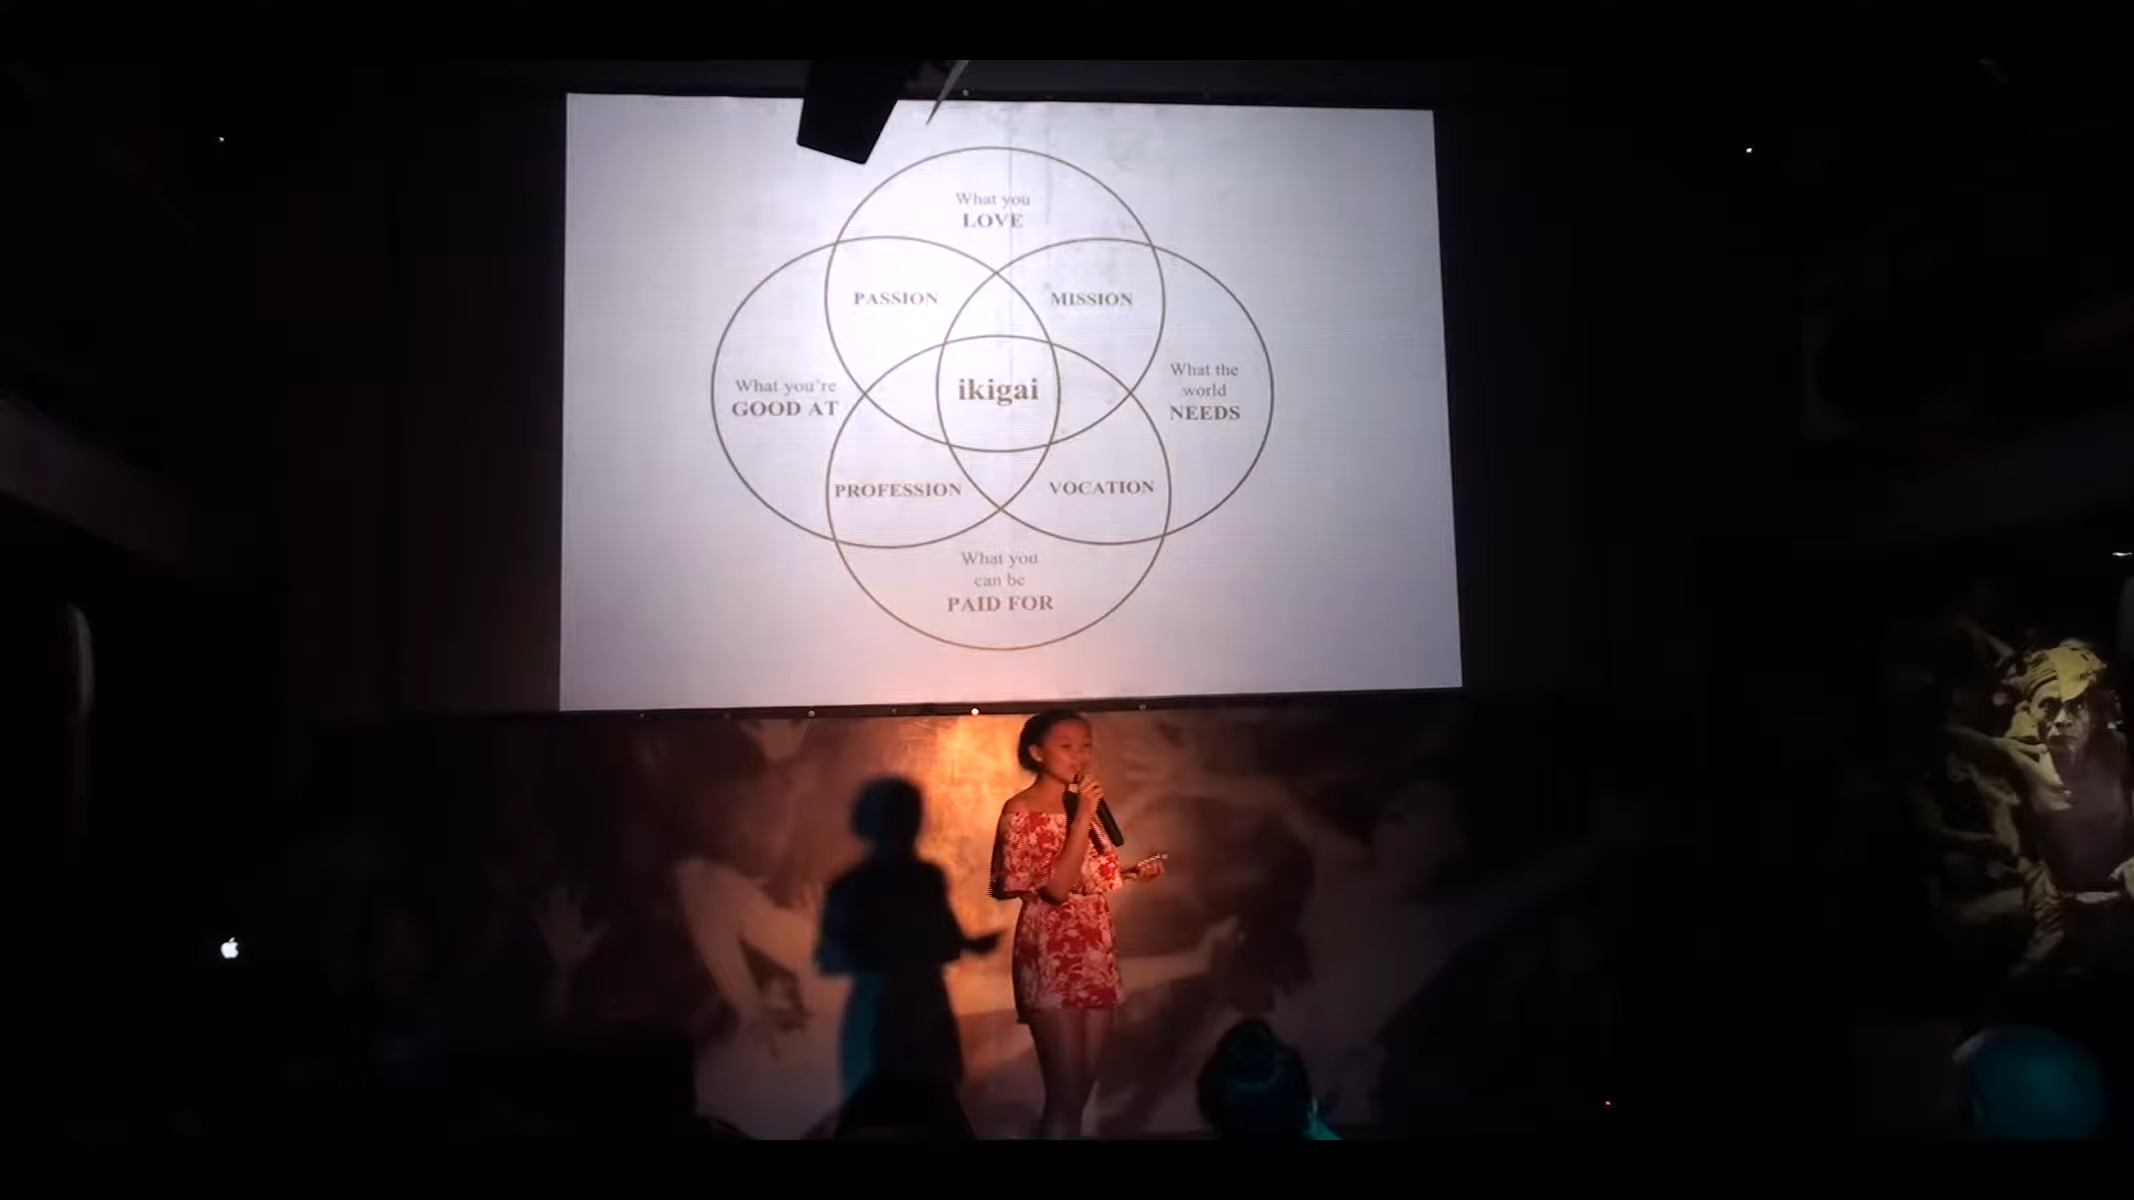 What you
LOVE
PASSION
MISSION
What you're
GOOD AT
ikigai
What the
world
NEEDS
PROFESSION
VOCATION
What you
can be
PAID FOR